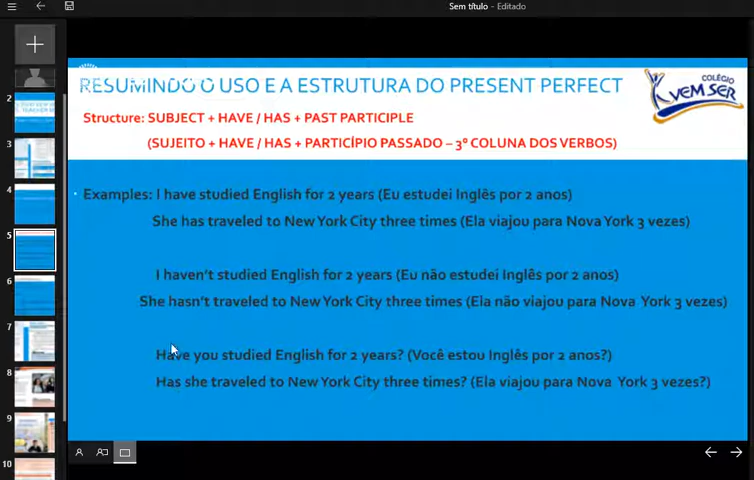 Sem título - Editado
RESUMINDO O USO E A ESTRUTURA DO PRESENT PERFECT
COLÉGIO
VEM SER
Structure: SUBJECT + HAVE / HAS + PAST PARTICIPLE
(SUJEITO + HAVE / HAS + PARTICÍPIO PASSADO – 3º COLUNA DOS VERBOS)
• Examples: I have studied English for 2 years (Eu estudei Inglês por 2 anos)
She has traveled to New York City three times (Ela viajou para Nova York 3 vezes)
I haven't studied English for 2 years (Eu não estudei Inglês por 2 anos)
She hasn't traveled to New York City three times (Ela não viajou para Nova York 3 vezes)
Have you studied English for 2 years? (Você estou Inglês por 2 anos?)
Has she traveled to New York City three times? (Ela viajou para Nova York 3 vezes?)
2
3
4
5
6
7
8
9
10